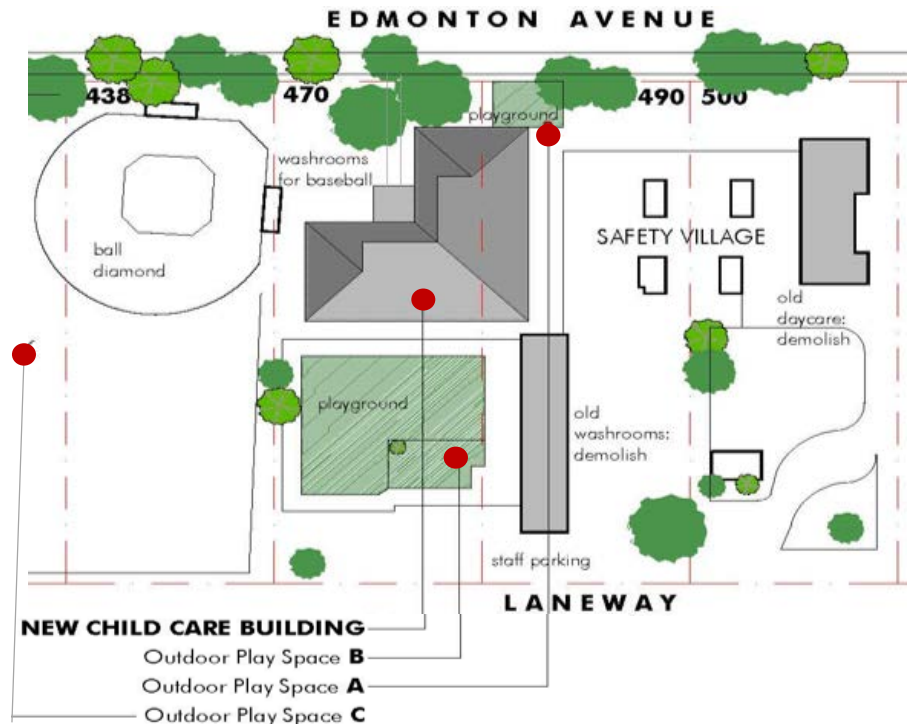 EDMONTON AVENUE
438
470
490
500
playground
washrooms
for baseball
ball
diamond
SAFETY VILLAGE
old
daycare:
demolish
playground
old
washrooms:
demolish
staff parking
LANEWAY
NEW CHILD CARE BUILDING
Outdoor Play Space B
Outdoor Play Space A
Outdoor Play Space C